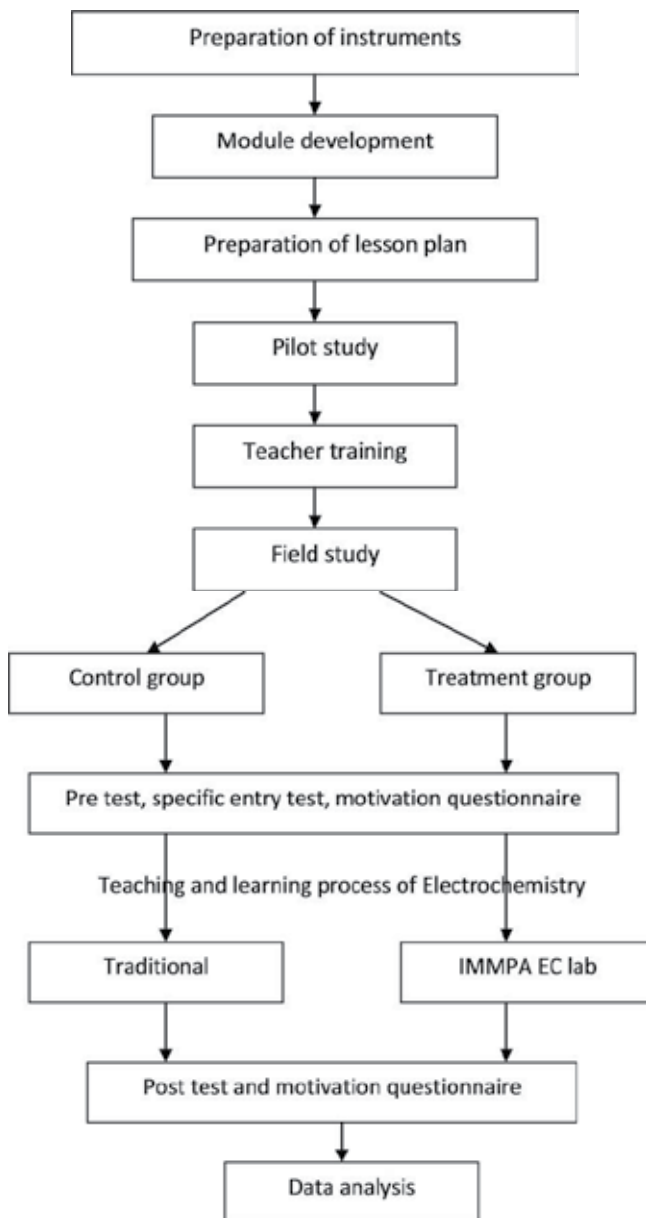 Preparation of instruments
Module development
Preparation of lesson plan
Pilot study
Teacher training
Field study
Control group
Treatment group
Pre test, specific entry test, motivation questionnaire
Teaching and learning process of Electrochemistry
Traditional
IMMPA EC lab
Post test and motivation questionnaire
Data analysis